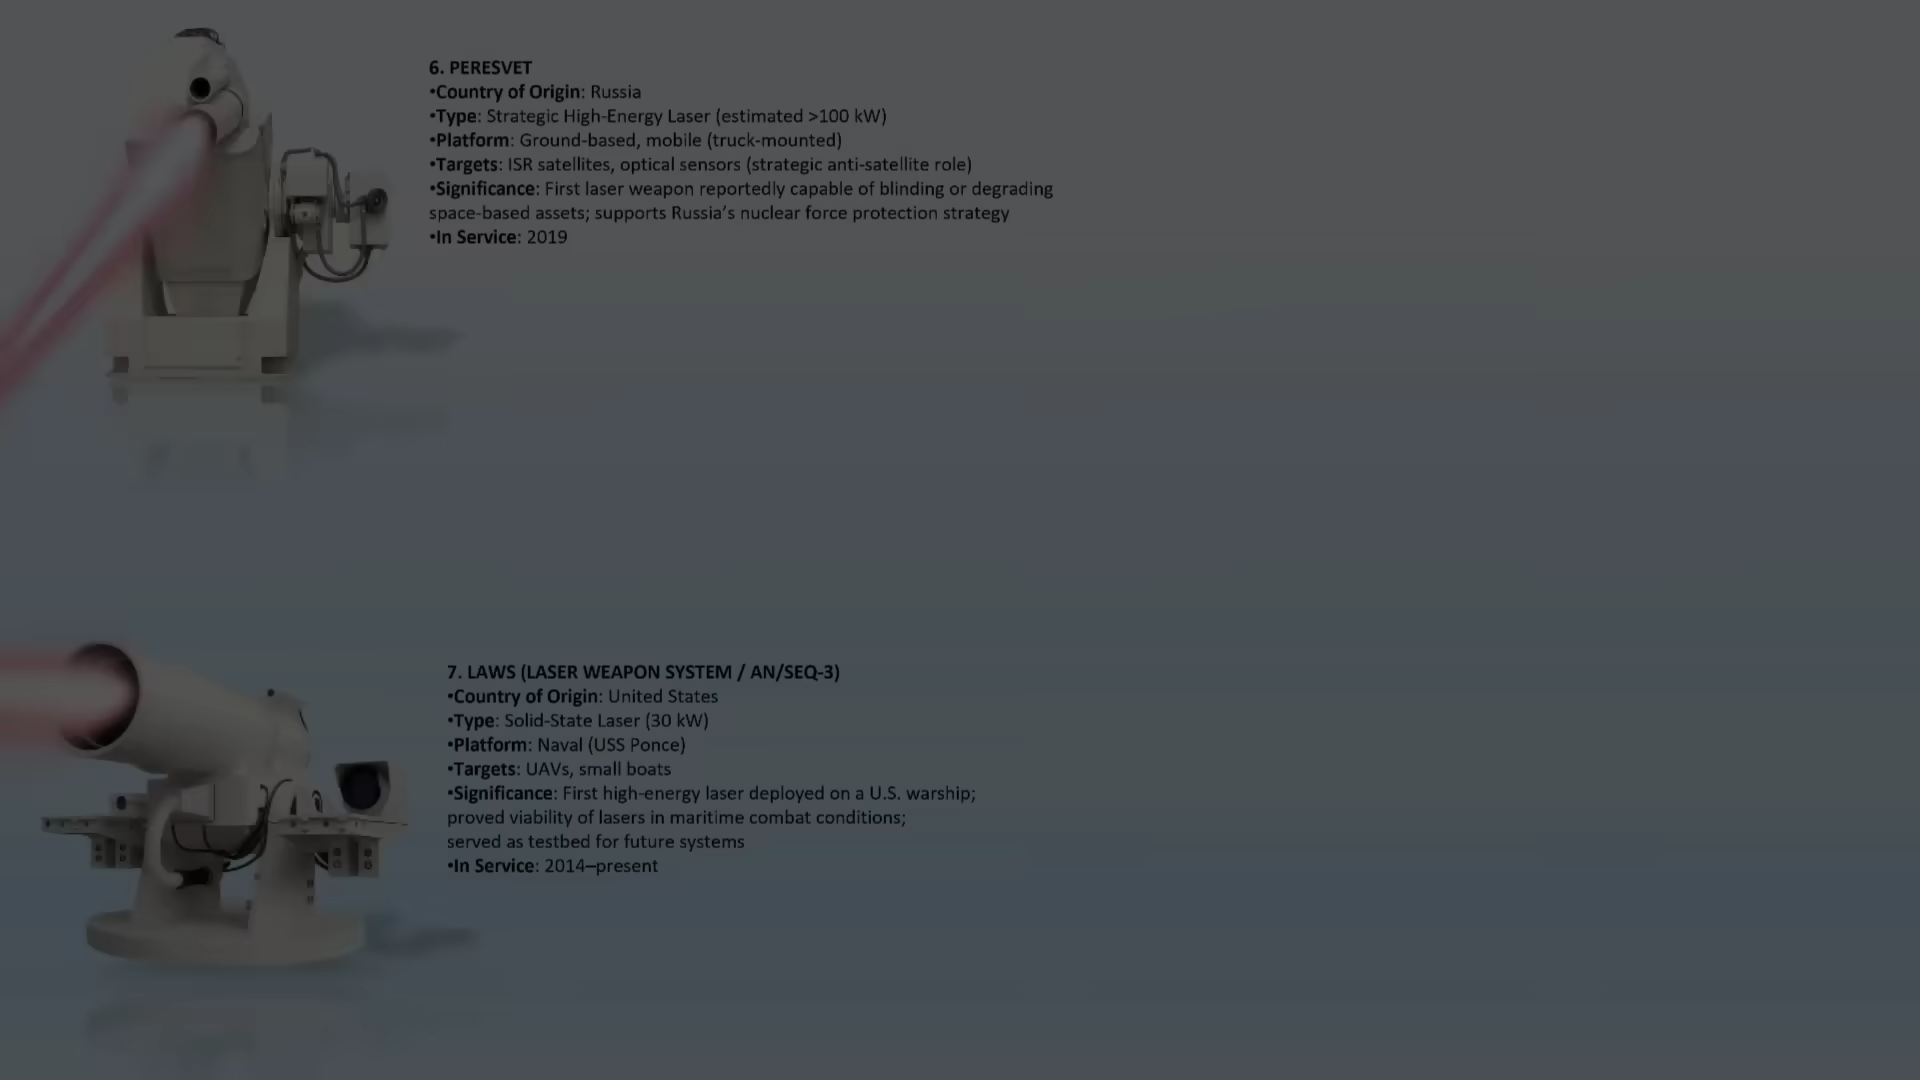 6. PERESVET
•Country of Origin: Russia
•Type: Strategic High-Energy Laser (estimated >100 kW)
•Platform: Ground-based, mobile (truck-mounted)
•Targets: ISR satellites, optical sensors (strategic anti-satellite role)
•Significance: First laser weapon reportedly capable of blinding or degrading
space-based assets; supports Russia's nuclear force protection strategy
•In Service: 2019
7. LAWS (LASER WEAPON SYSTEM / AN/SEQ-3)
•Country of Origin: United States
•Type: Solid-State Laser (30 kW)
•Platform: Naval (USS Ponce)
•Targets: UAVs, small boats
•Significance: First high-energy laser deployed on a U.S. warship;
proved viability of lasers in maritime combat conditions;
served as testbed for future systems
•In Service: 2014–present